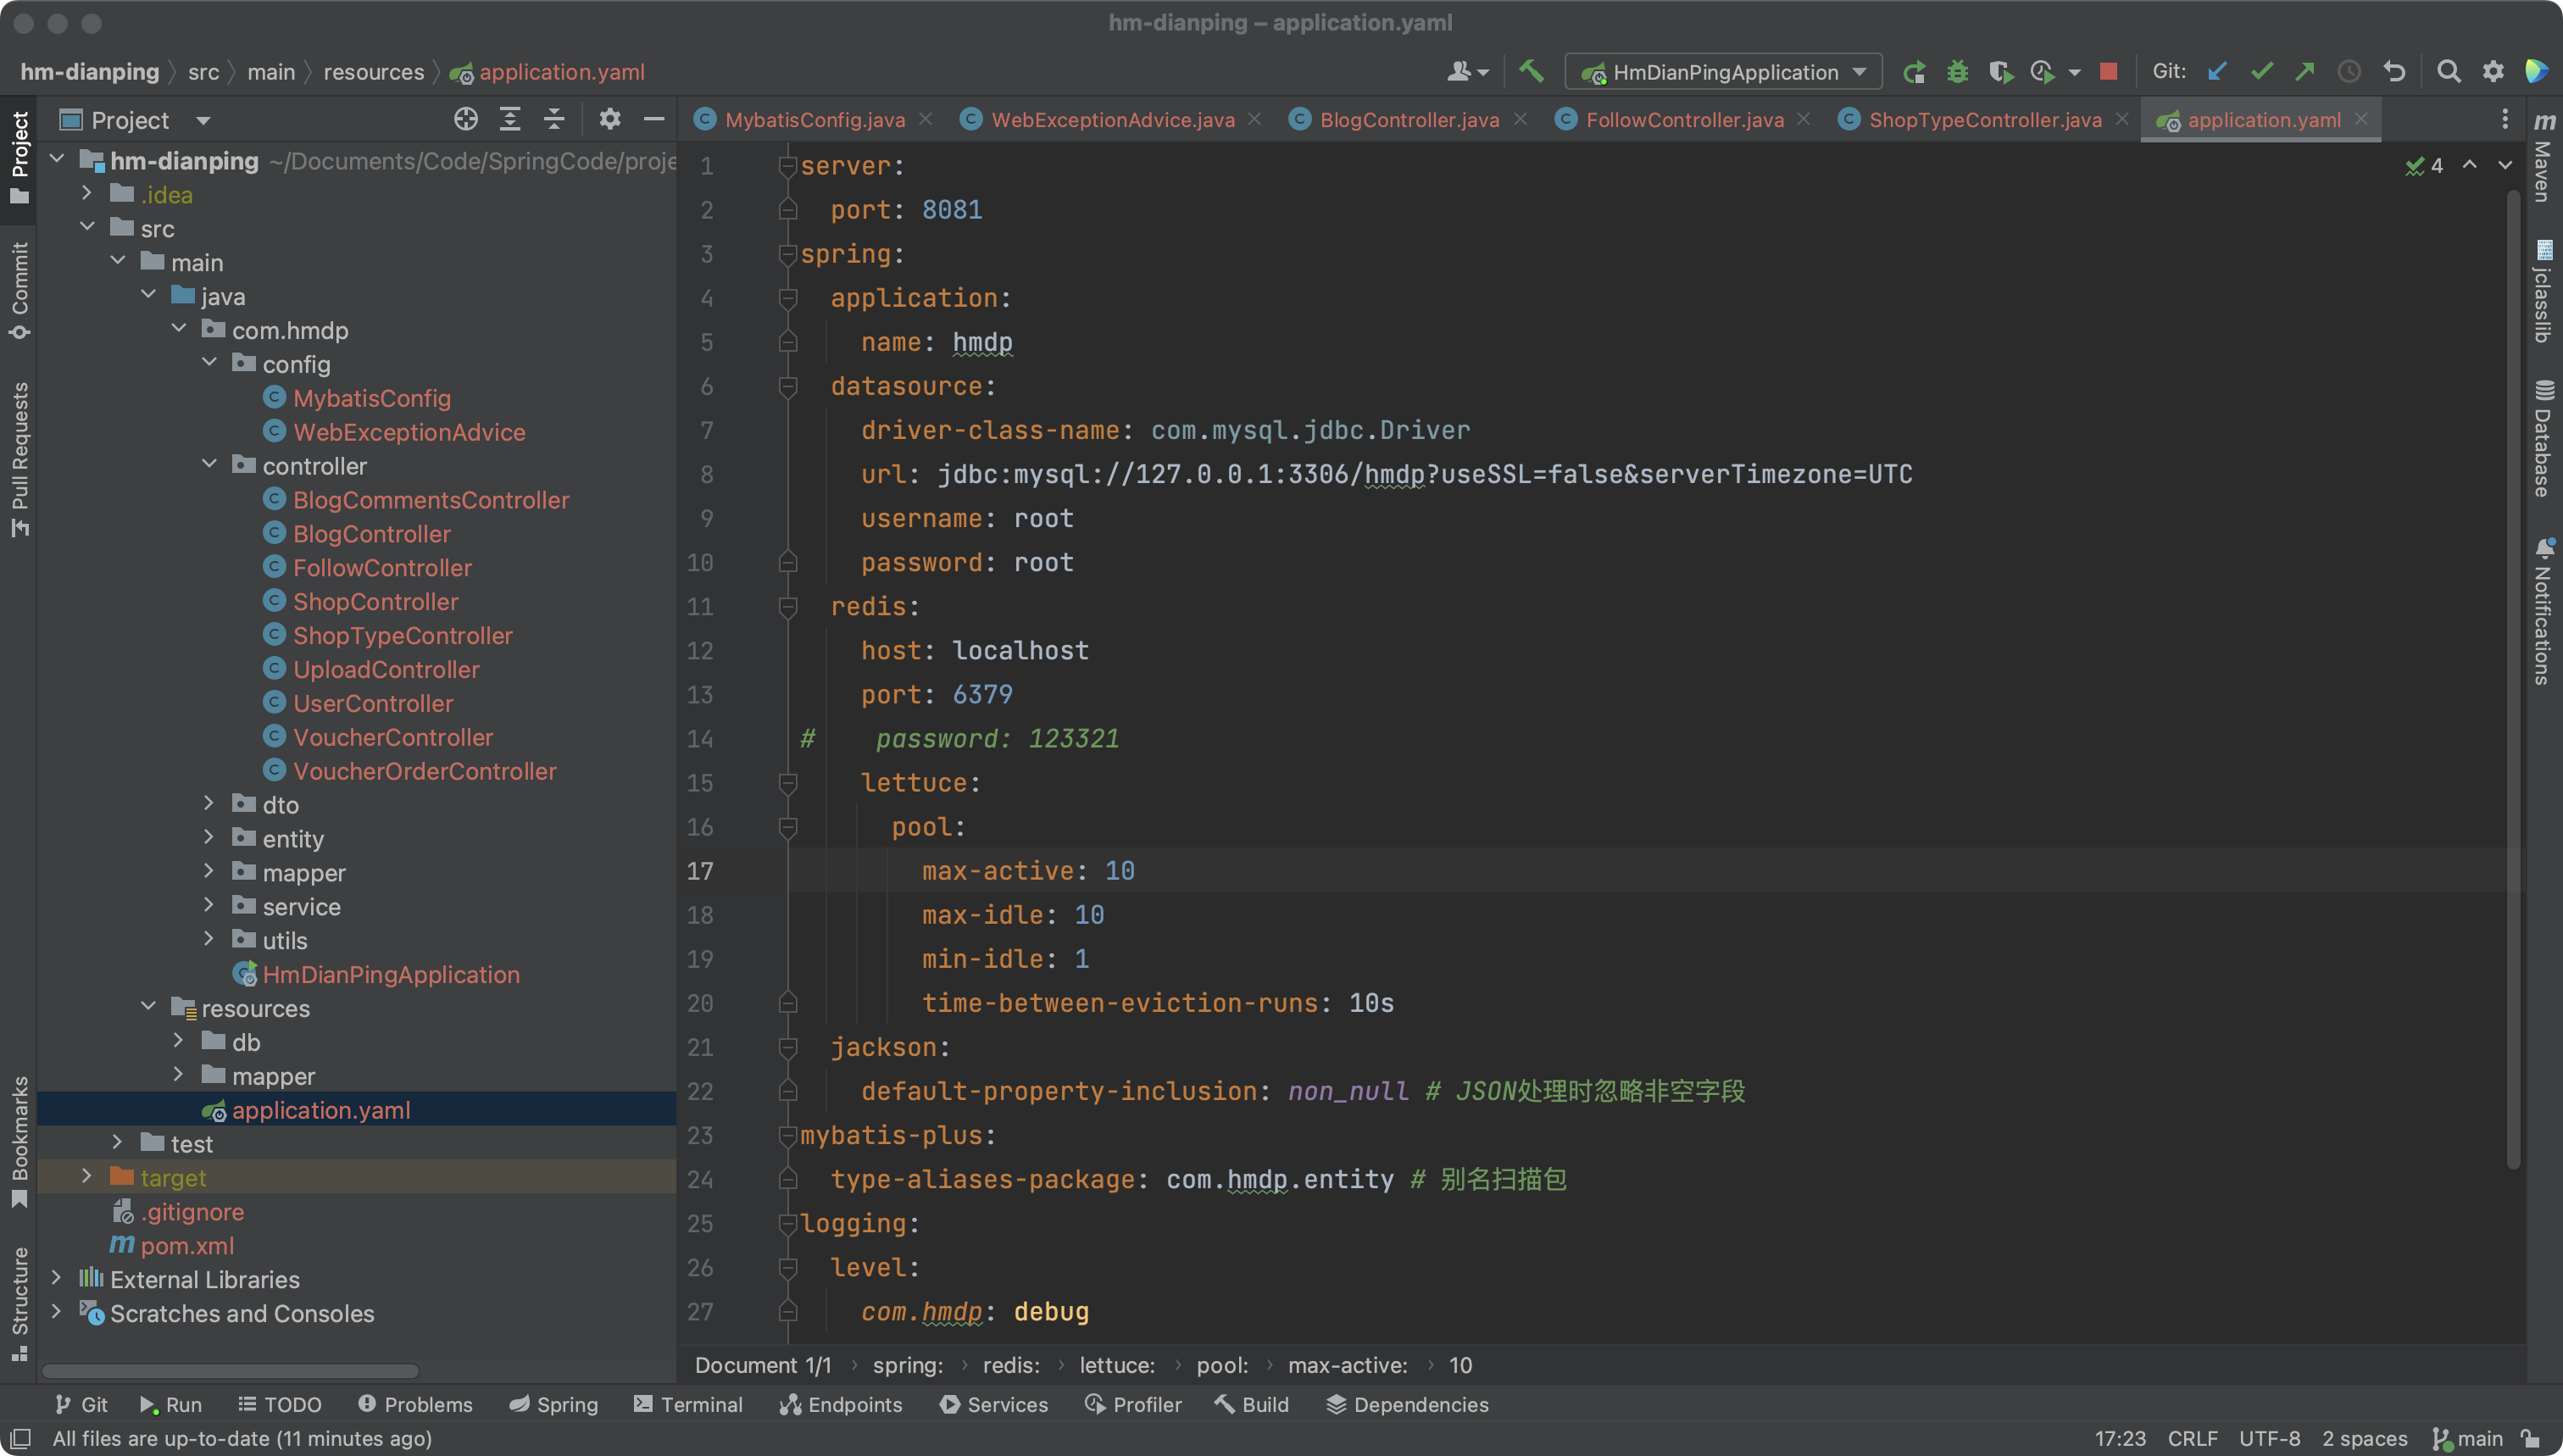 hm-dianping – application.yaml
hm-dianping src main resources application.yaml
HmDianPingApplication
Git:
Project
MybatisConfig.java
WebExceptionAdvice.java
BlogController.java
FollowController.java
ShopTypeController.java
application.yaml
Project
Commit
Pull Requests
Bookmarks
Structure
hm-dianping ~/Documents/Code/SpringCode/proje
.idea
src
main
java
com.hmdp
config
MybatisConfig
WebExceptionAdvice
controller
BlogCommentsController
BlogController
FollowController
ShopController
ShopTypeController
UploadController
UserController
VoucherController
VoucherOrderController
dto
entity
mapper
service
utils
HmDianPingApplication
resources
db
mapper
application.yaml
test
target
.gitignore
pom.xml
External Libraries
Scratches and Consoles
4
1 server:
2 port: 8081
3 spring:
4 application:
5 name: hmdp
6 datasource:
7 driver-class-name: com.mysql.jdbc.Driver
8 url: jdbc:mysql://127.0.0.1:3306/hmdp?useSSL=false&serverTimezone=UTC
9 username: root
10 password: root
11 redis:
12 host: localhost
13 port: 6379
14 # password: 123321
15 lettuce:
16 pool:
17 max-active: 10
18 max-idle: 10
19 min-idle: 1
20 time-between-eviction-runs: 10s
21 jackson:
22 default-property-inclusion: non_null # JSON处理时忽略非空字段
23 mybatis-plus:
24 type-aliases-package: com.hmdp.entity # 别名扫描包
25 logging:
26 level:
27 com.hmdp: debug
Maven
jclasslib
Database
Notifications
Document 1/1 › spring: › redis: › lettuce: › pool: › max-active: › 10
Git Run TODO Problems Spring Terminal Endpoints Services Profiler Build Dependencies
All files are up-to-date (11 minutes ago)
17:23 CRLF UTF-8 2 spaces main